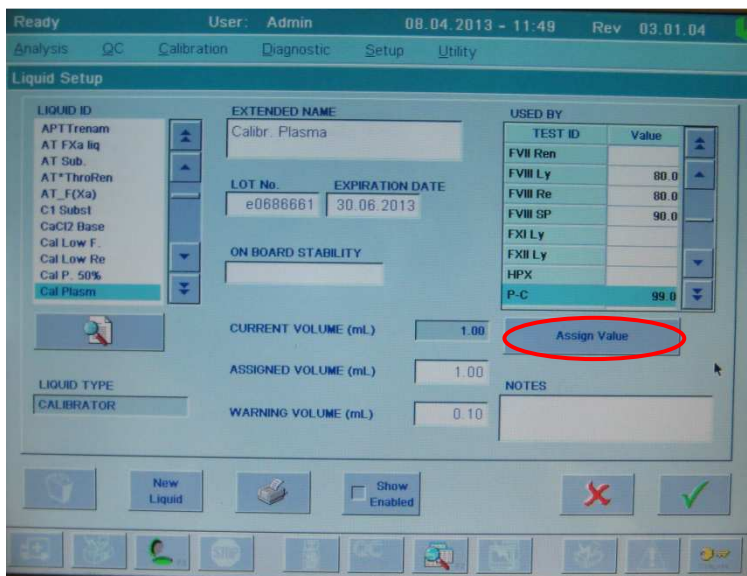 Ready User: Admin 08.04.2013 - 11:49 Rev 03.01.04
Analysis QC Calibration Diagnostic Setup Utility
Liquid Setup
LIQUID ID
APTTrenam
AT FXa liq
AT Sub.
AT*ThroRen
AT_F(Xa)
C1 Subst
CaCl2 Base
Cal Low F.
Cal Low Re
Cal P. 50%
Cal Plasm
LIQUID TYPE
CALIBRATOR
EXTENDED NAME
Calibr. Plasma
LOT No. EXPIRATION DATE
e0686661 30.06.2013
ON BOARD STABILITY
CURRENT VOLUME (mL) 1.00
ASSIGNED VOLUME (mL) 1.00
WARNING VOLUME (mL) 0.10
USED BY
TEST ID Value
FVII Ren
FVIII Ly 80.0
FVIII Re 80.0
FVIII SP 90.0
FXI Ly
FXII Ly
HPX
P-C 99.0
Assign Value
NOTES
New
Liquid
Show
Enabled
STOP
QC